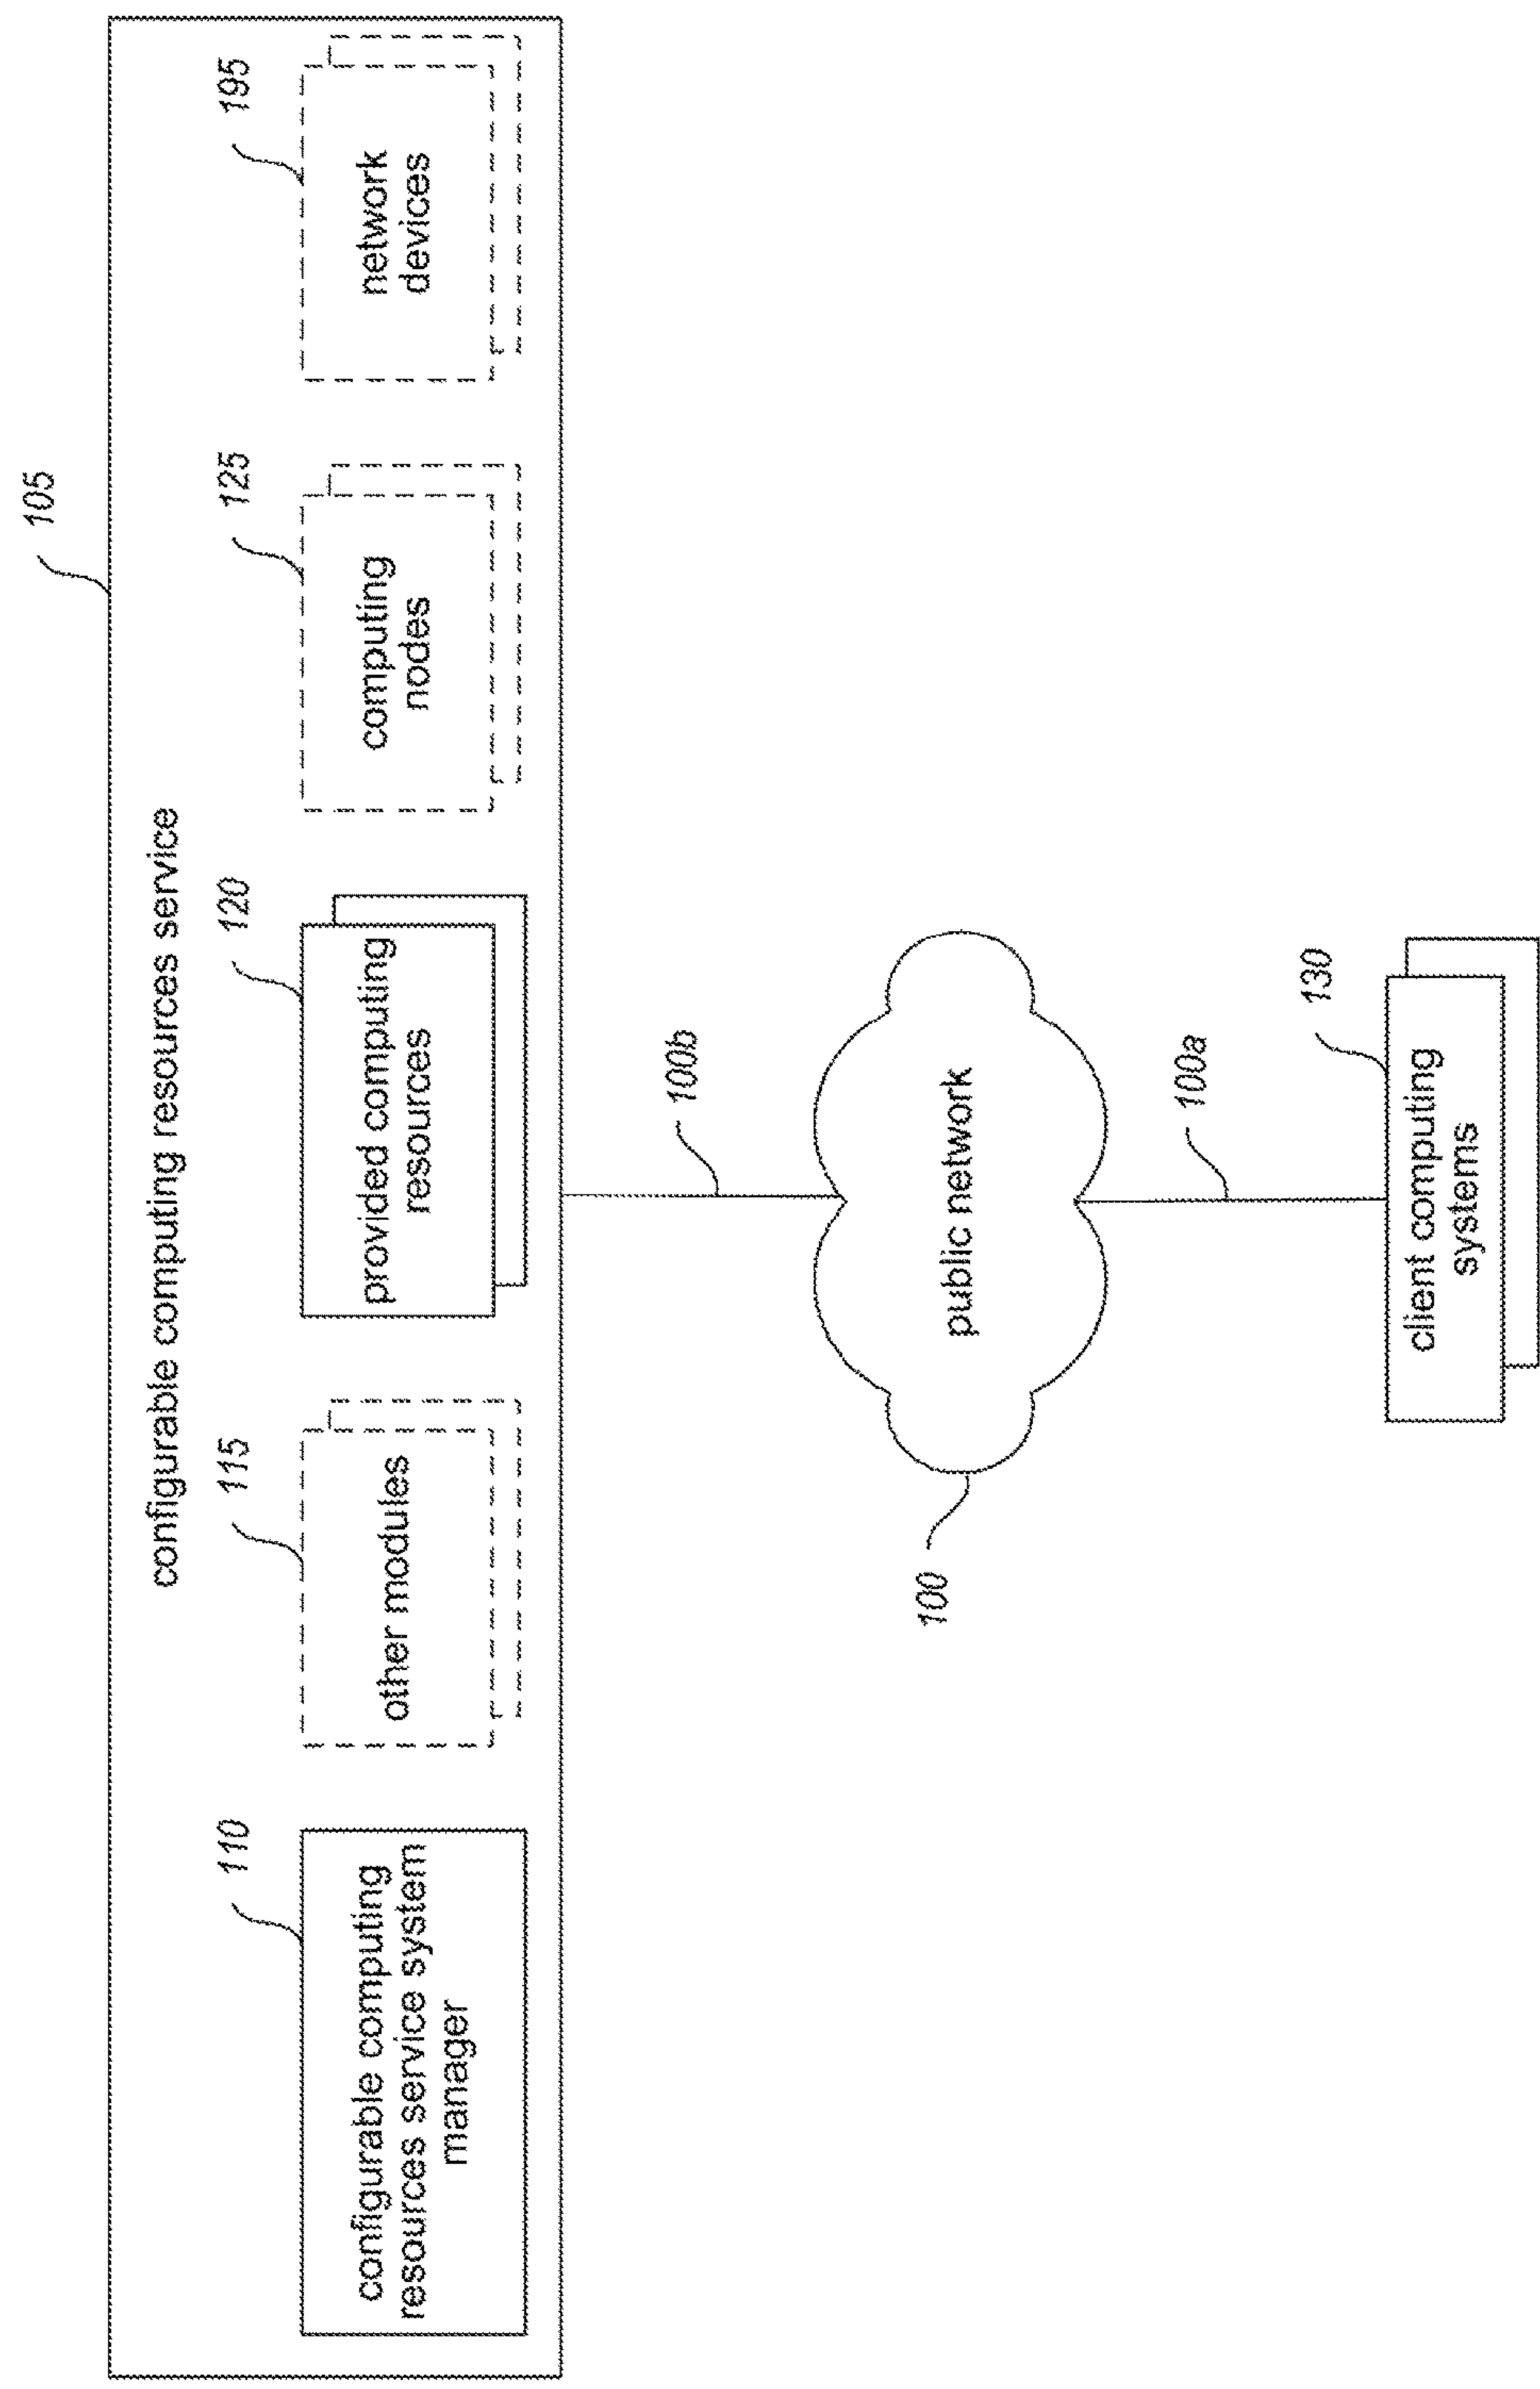 105
configurable computing resources service
110
115
120
125
195
configurable computing
resources service system
manager
other modules
provided computing
resources
computing
nodes
network
devices
100b
public network
100
100a
130
client computing
systems